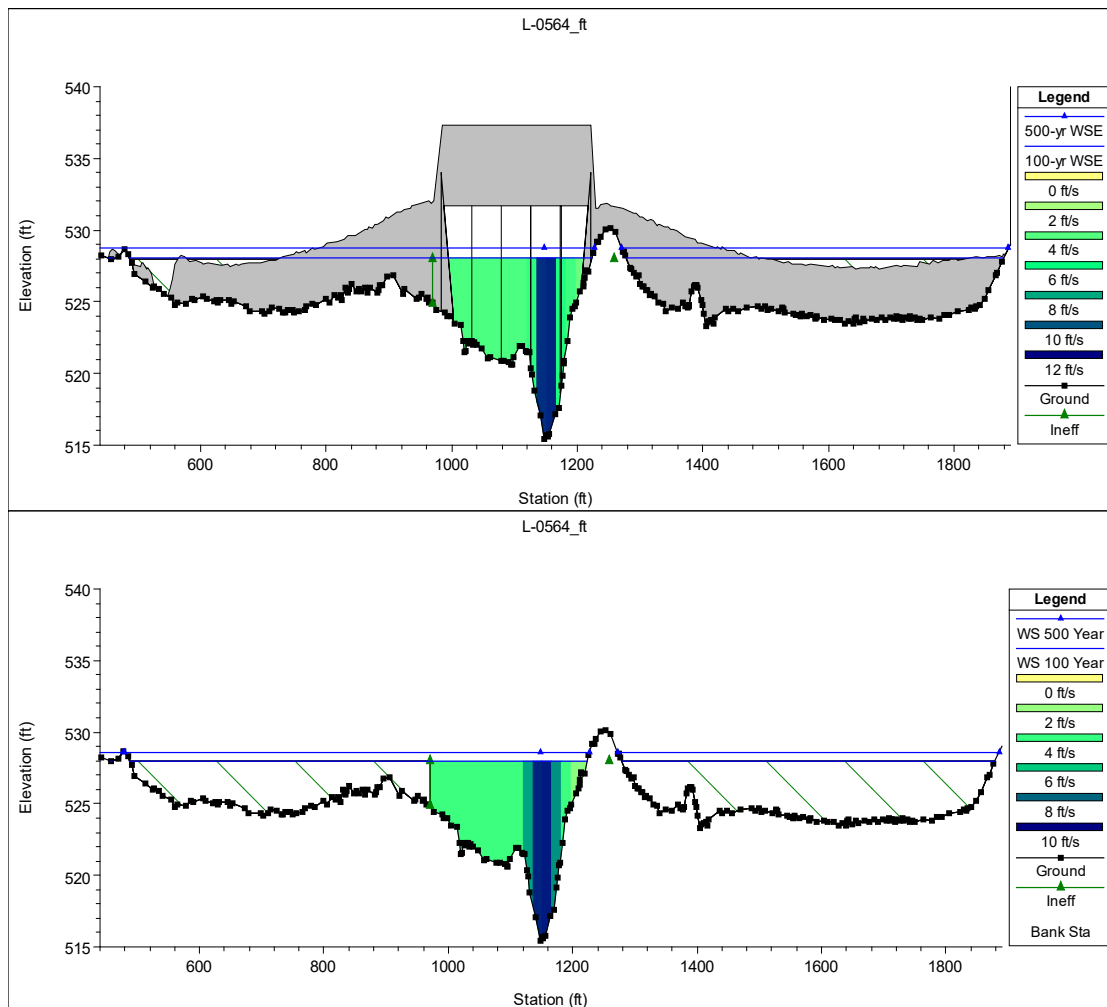 L-0564_ft
540
535
530
525
520
515
Elevation (ft)
600
800
1000
1200
1400
1600
1800
Station (ft)
Legend
500-yr WSE
100-yr WSE
0 ft/s
2 ft/s
4 ft/s
6 ft/s
8 ft/s
10 ft/s
12 ft/s
Ground
Ineff
L-0564_ft
540
535
530
525
520
515
Elevation (ft)
600
800
1000
1200
1400
1600
1800
Station (ft)
Legend
WS 500 Year
WS 100 Year
0 ft/s
2 ft/s
4 ft/s
6 ft/s
8 ft/s
10 ft/s
Ground
Ineff
Bank Sta